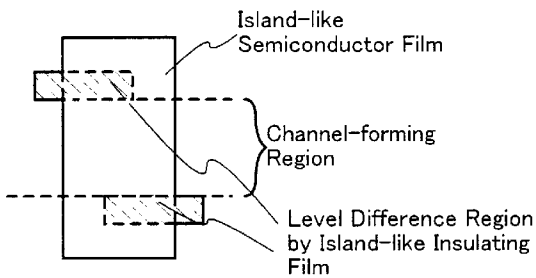 Island-like
Semiconductor Film
Channel-forming
Region
Level Difference Region
by Island-like Insulating
Film